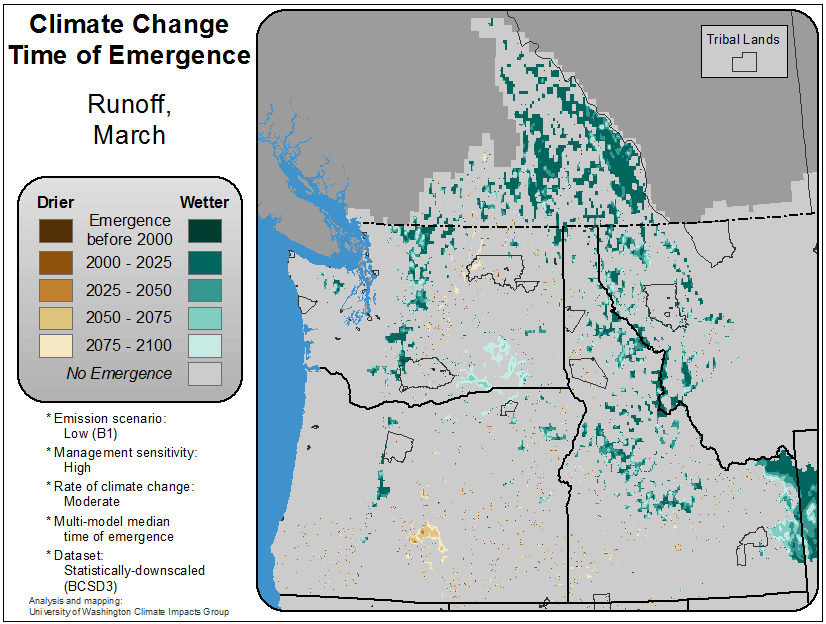 Climate Change
Time of Emergence
Runoff,
March
Drier
Wetter
Emergence
before 2000
2000 - 2025
2025 - 2050
2050 - 2075
2075 - 2100
No Emergence
* Emission scenario:
Low (B1)
* Management sensitivity:
High
* Rate of climate change:
Moderate
* Multi-model median
time of emergence
* Dataset:
Statistically-downscaled
(BCSD3)
Analysis and mapping:
University of Washington Climate Impacts Group
Tribal Lands